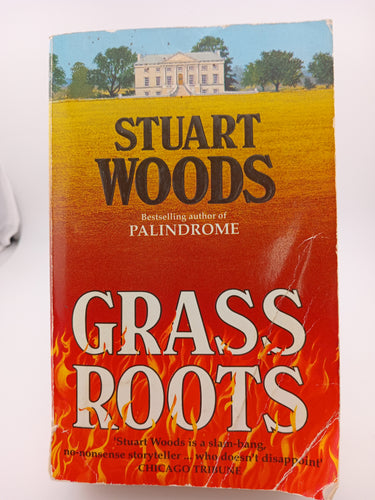 STUART
WOODS
Bestselling author of
PALINDROME
GRASS
ROOTS
'Stuart Woods is a slam-bang,
no-nonsense storyteller ... who doesn't disappoint'
CHICAGO TRIBUNE